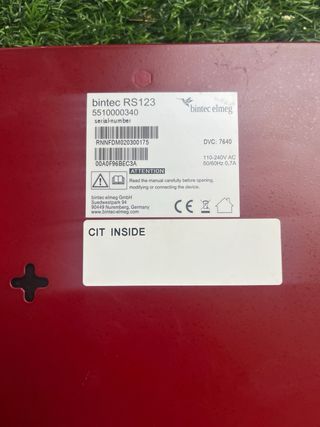 bintec RS123
5510000340
serial-number
bintec elmeg
RNNFDM020300175
DVC: 7640
00A0F96BEC3A
110-240V AC
50/60Hz 0.7A
ATTENTION
Read the manual carefully before opening,
modifying or connecting the device.
bintec elmeg GmbH
Suedwestpark 94
90449 Nuremberg, Germany
www.bintec-elmeg.com
CE
CIT INSIDE